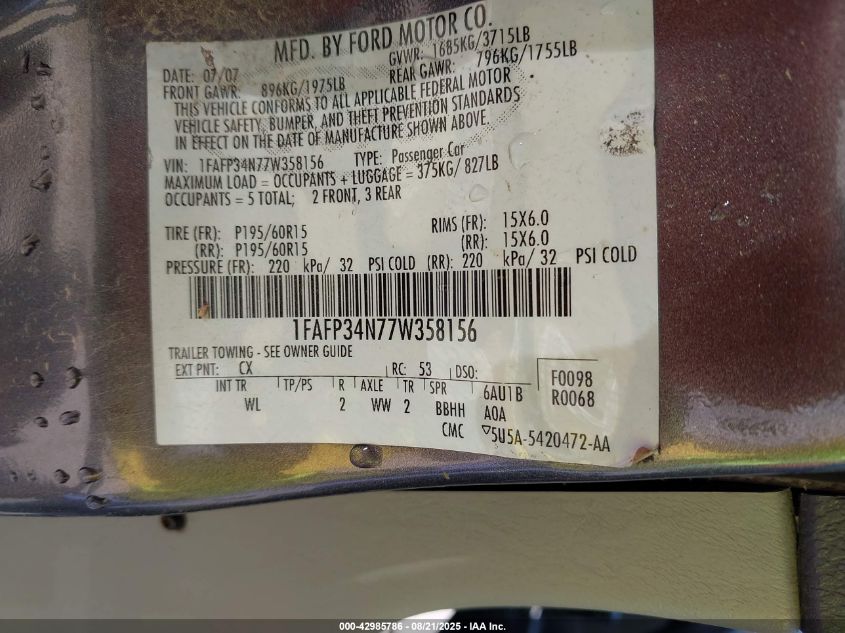 MFD. BY FORD MOTOR CO.
DATE: 07/07 GVWR: 1685KG/3715LB
FRONT GAWR: 896KG/1975LB REAR GAWR: 796KG/1755LB
THIS VEHICLE CONFORMS TO ALL APPLICABLE FEDERAL MOTOR
VEHICLE SAFETY, BUMPER, AND THEFT PREVENTION STANDARDS
IN EFFECT ON THE DATE OF MANUFACTURE SHOWN ABOVE.
VIN: 1FAFP34N77W358156 TYPE: Passenger Car
MAXIMUM LOAD = OCCUPANTS + LUGGAGE = 375KG/ 827LB
OCCUPANTS = 5 TOTAL; 2 FRONT, 3 REAR
TIRE (FR): P195/60R15 RIMS (FR): 15X6.0
(RR): P195/60R15 (RR): 15X6.0
PRESSURE (FR): 220 kPa/ 32 PSI COLD (RR): 220 kPa/ 32 PSI COLD
1FAFP34N77W358156
TRAILER TOWING - SEE OWNER GUIDE
EXT PNT: CX RC: 53 DSO:
INT TR TP/PS R AXLE TR SPR 6AU1B F0098
WL 2 WW 2 BBHH A0A R0068
CMC ▽5U5A-5420472-AA
000-42985786 - 08/21/2025 - IAA Inc.